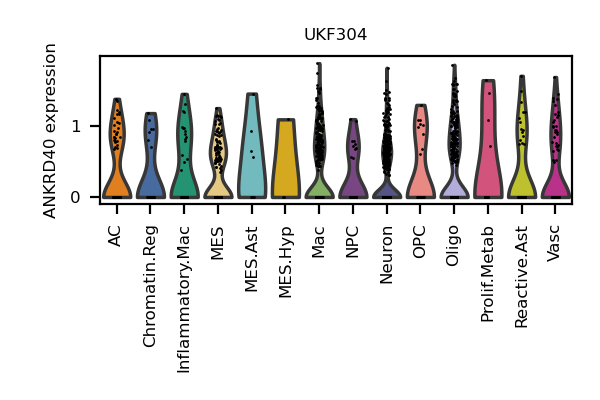 UKF304
ANKRD40 expression
1
0
AC
Chromatin.Reg
Inflammatory.Mac
MES
MES.Ast
MES.Hyp
Mac
NPC
Neuron
OPC
Oligo
Prolif.Metab
Reactive.Ast
Vasc